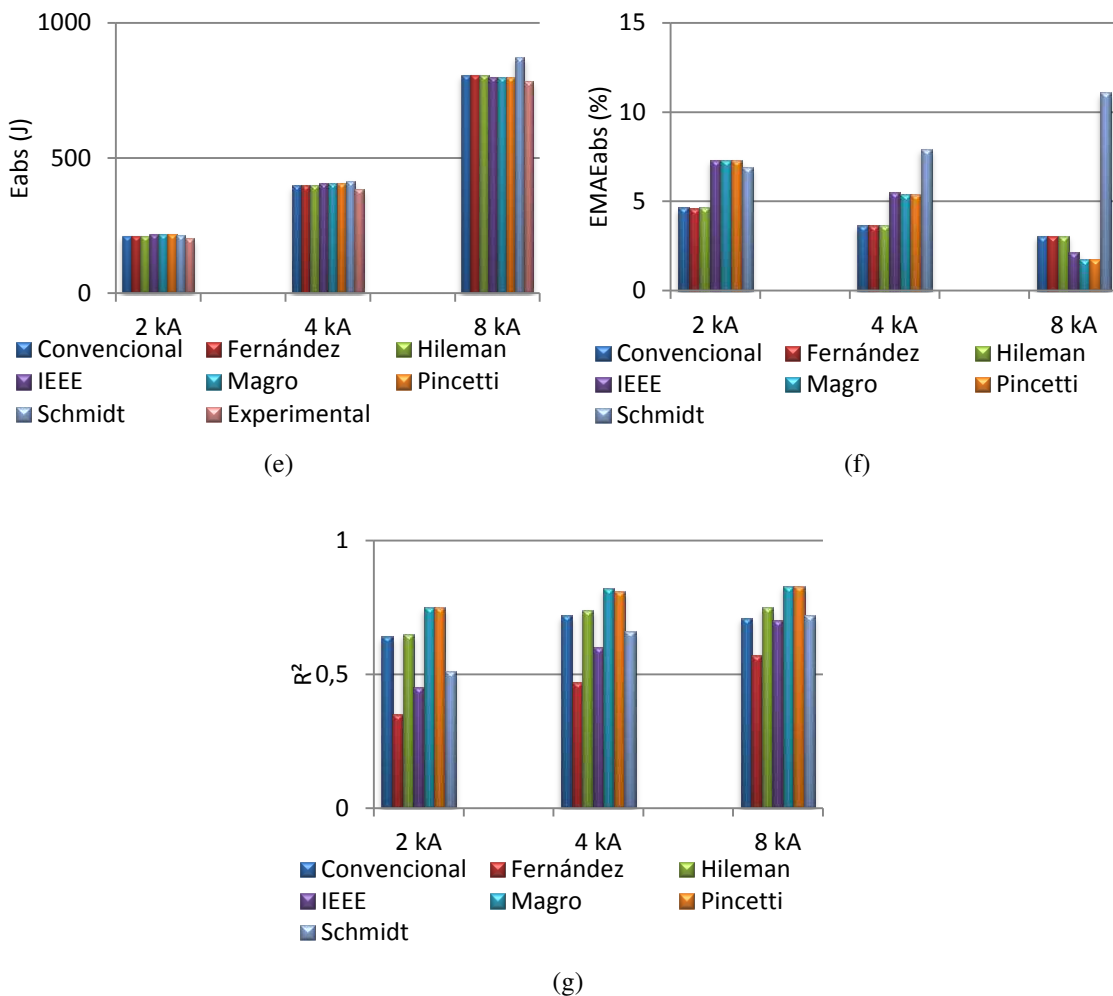 1000
500
0
Eabs (J)
2 kA 4 kA 8 kA
Convencional Fernández Hileman
IEEE Magro Pincetti
Schmidt Experimental
(e)
15
10
5
0
EMAEabs (%)
2 kA 4 kA 8 kA
Convencional Fernández Hileman
IEEE Magro Pincetti
Schmidt
(f)
1
0,5
0
R²
2 kA 4 kA 8 kA
Convencional Fernández Hileman
IEEE Magro Pincetti
Schmidt
(g)